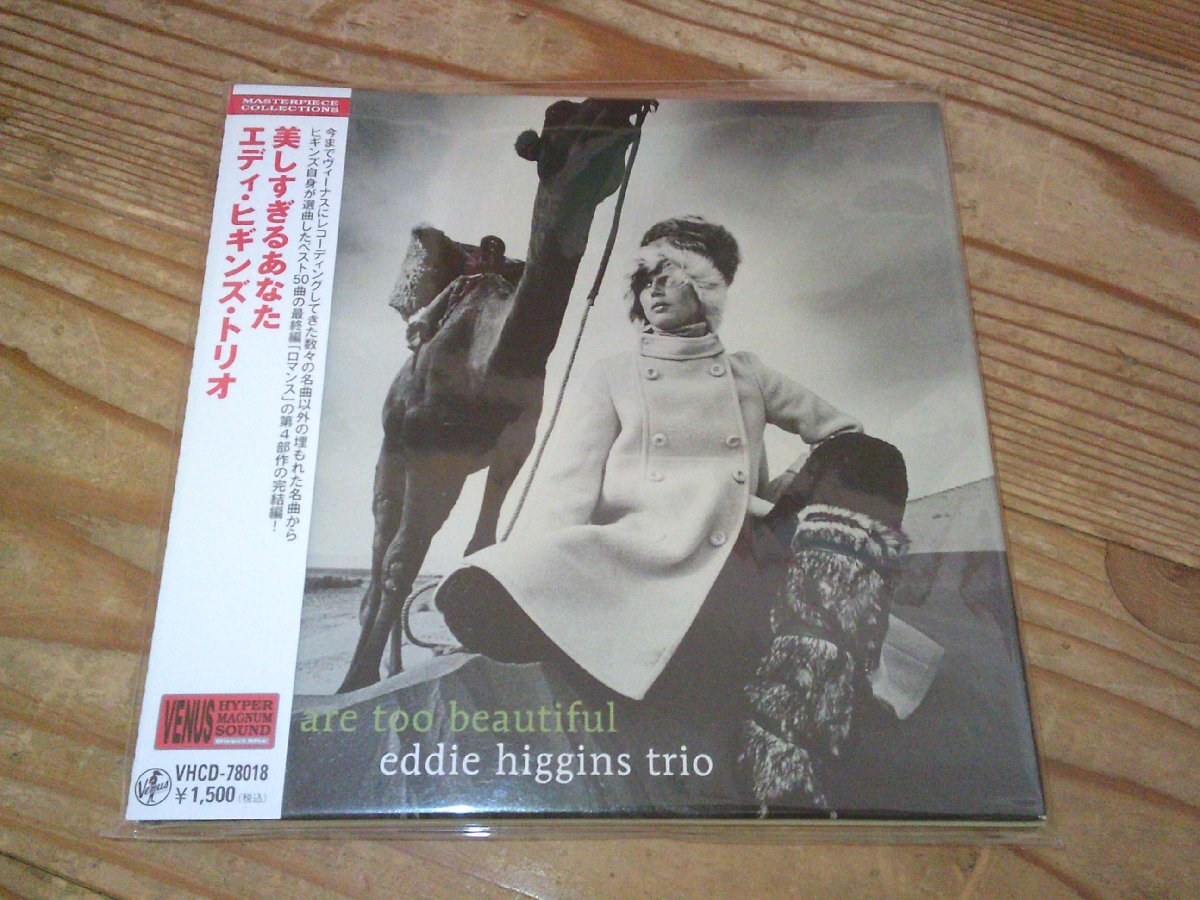 MASTERPIECE
COLLECTIONS
今までヴィーナスにレコーディングしてきた数々の名曲以外の埋もれた名曲から
ヒギンズ自身が選曲したベスト50曲の最終編「ロマンス」の第4部作の完結編!
美しすぎるあなた
エディ・ヒギンズ・トリオ
VENUS HYPER
MAGNUM
SOUND
Direct Mix
Venus
VHCD-78018
¥1,500(税込)
are too beautiful
eddie higgins trio